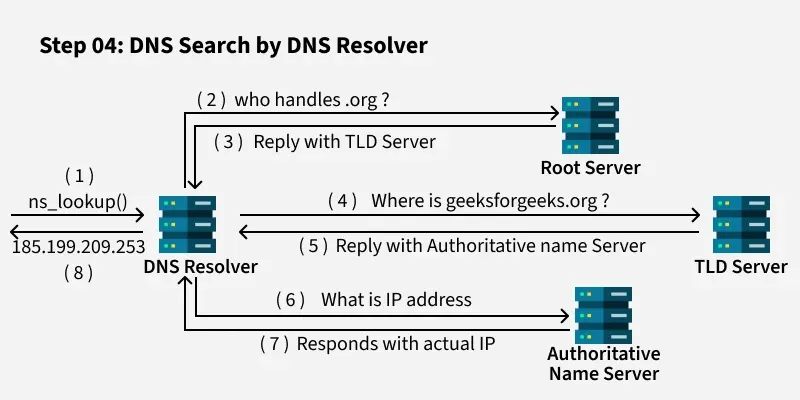 Step 04: DNS Search by DNS Resolver
( 2 ) who handles .org ?
( 3 ) Reply with TLD Server
Root Server
( 1 )
ns_lookup()
185.199.209.253
( 8 )
DNS Resolver
( 4 ) Where is geeksforgeeks.org ?
( 5 ) Reply with Authoritative name Server
TLD Server
( 6 ) What is IP address
( 7 ) Responds with actual IP
Authoritative
Name Server